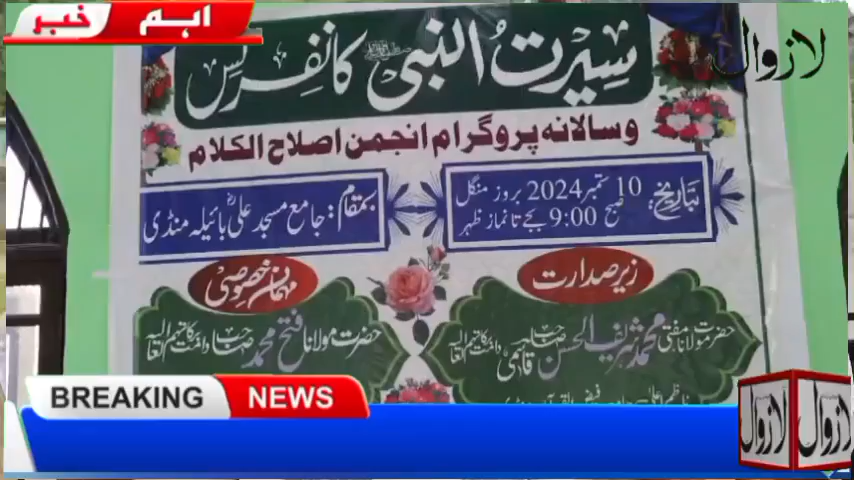 اہم خبر
لازوال
سیرت النبی ﷺ کانفرنس
وسالانہ پروگرام انجمن اصلاح الکلام
بتاریخ: 10 ستمبر 2024 بروز منگل
صبح 9:00 بجے تا نماز ظہر
بمقام: جامع مسجد علیؓ بائیلہ منڈی
زیر صدارت
حضرت مولانا مفتی محمد شریف الحسن صاحب قاسمی دامت برکاتہم العالیہ
مہمان خصوصی
حضرت مولانا فتح محمد صاحب دامت برکاتہم العالیہ
BREAKING NEWS
لازوال
لازوال